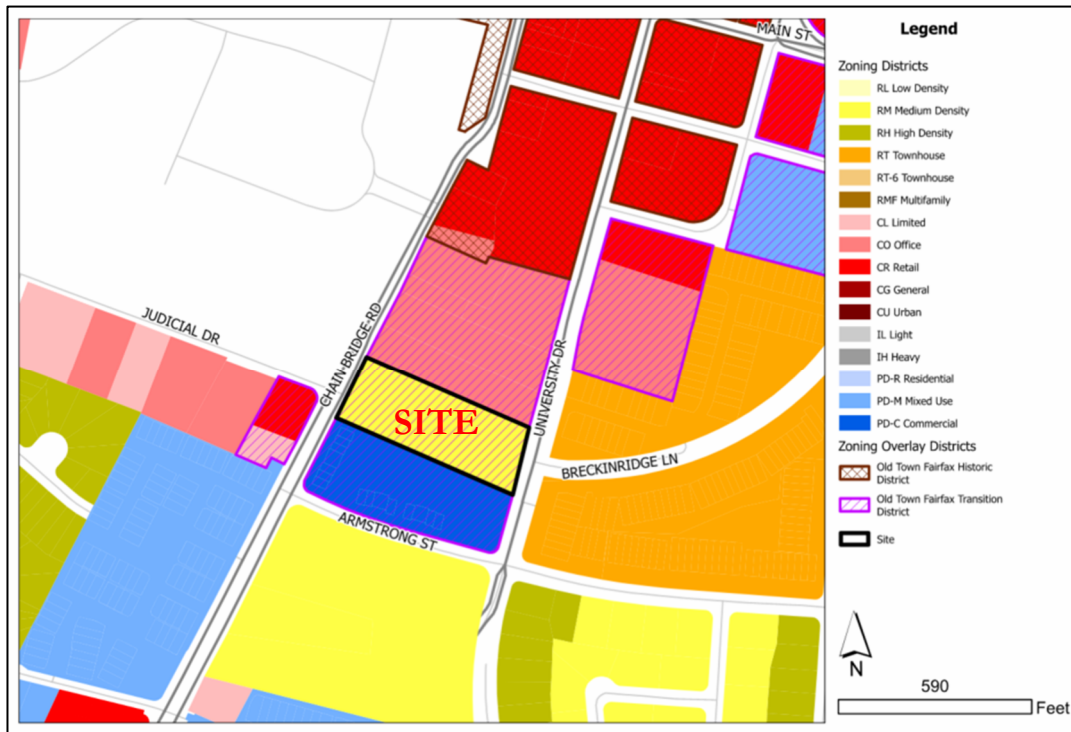 MAIN ST
JUDICIAL DR
CHAIN BRIDGE RD
UNIVERSITY DR
SITE
BRECKINRIDGE LN
ARMSTRONG ST
Legend
Zoning Districts
RL Low Density
RM Medium Density
RH High Density
RT Townhouse
RT-6 Townhouse
RMF Multifamily
CL Limited
CO Office
CR Retail
CG General
CU Urban
IL Light
IH Heavy
PD-R Residential
PD-M Mixed Use
PD-C Commercial
Zoning Overlay Districts
Old Town Fairfax Historic
District
Old Town Fairfax Transition
District
Site
N
590
Feet